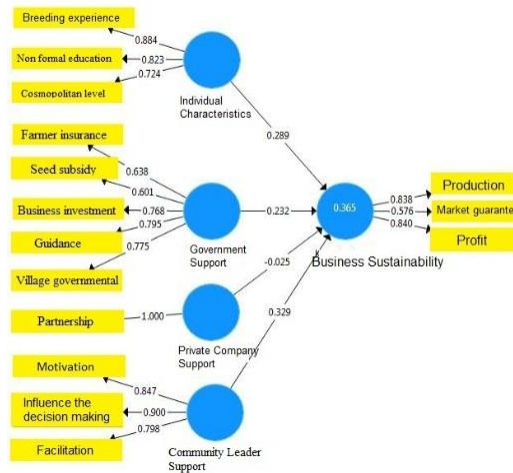 Breeding experience
0.884
Non formal education
0.823
0.724
Cosmopolitan level
Individual
Characteristics
0.289
Farmer insurance
0.638
Seed subsidy
0.601
Business investment
0.768
0.795
Guidance
0.775
Village governmental
Government
Support
0.232
0.365
Business Sustainability
0.838
Production
0.576
Market guarante
0.840
Profit
-0.025
Partnership
1.000
Private Company
Support
0.329
Motivation
0.847
Influence the
decision making
0.900
0.798
Facilitation
Community Leader
Support